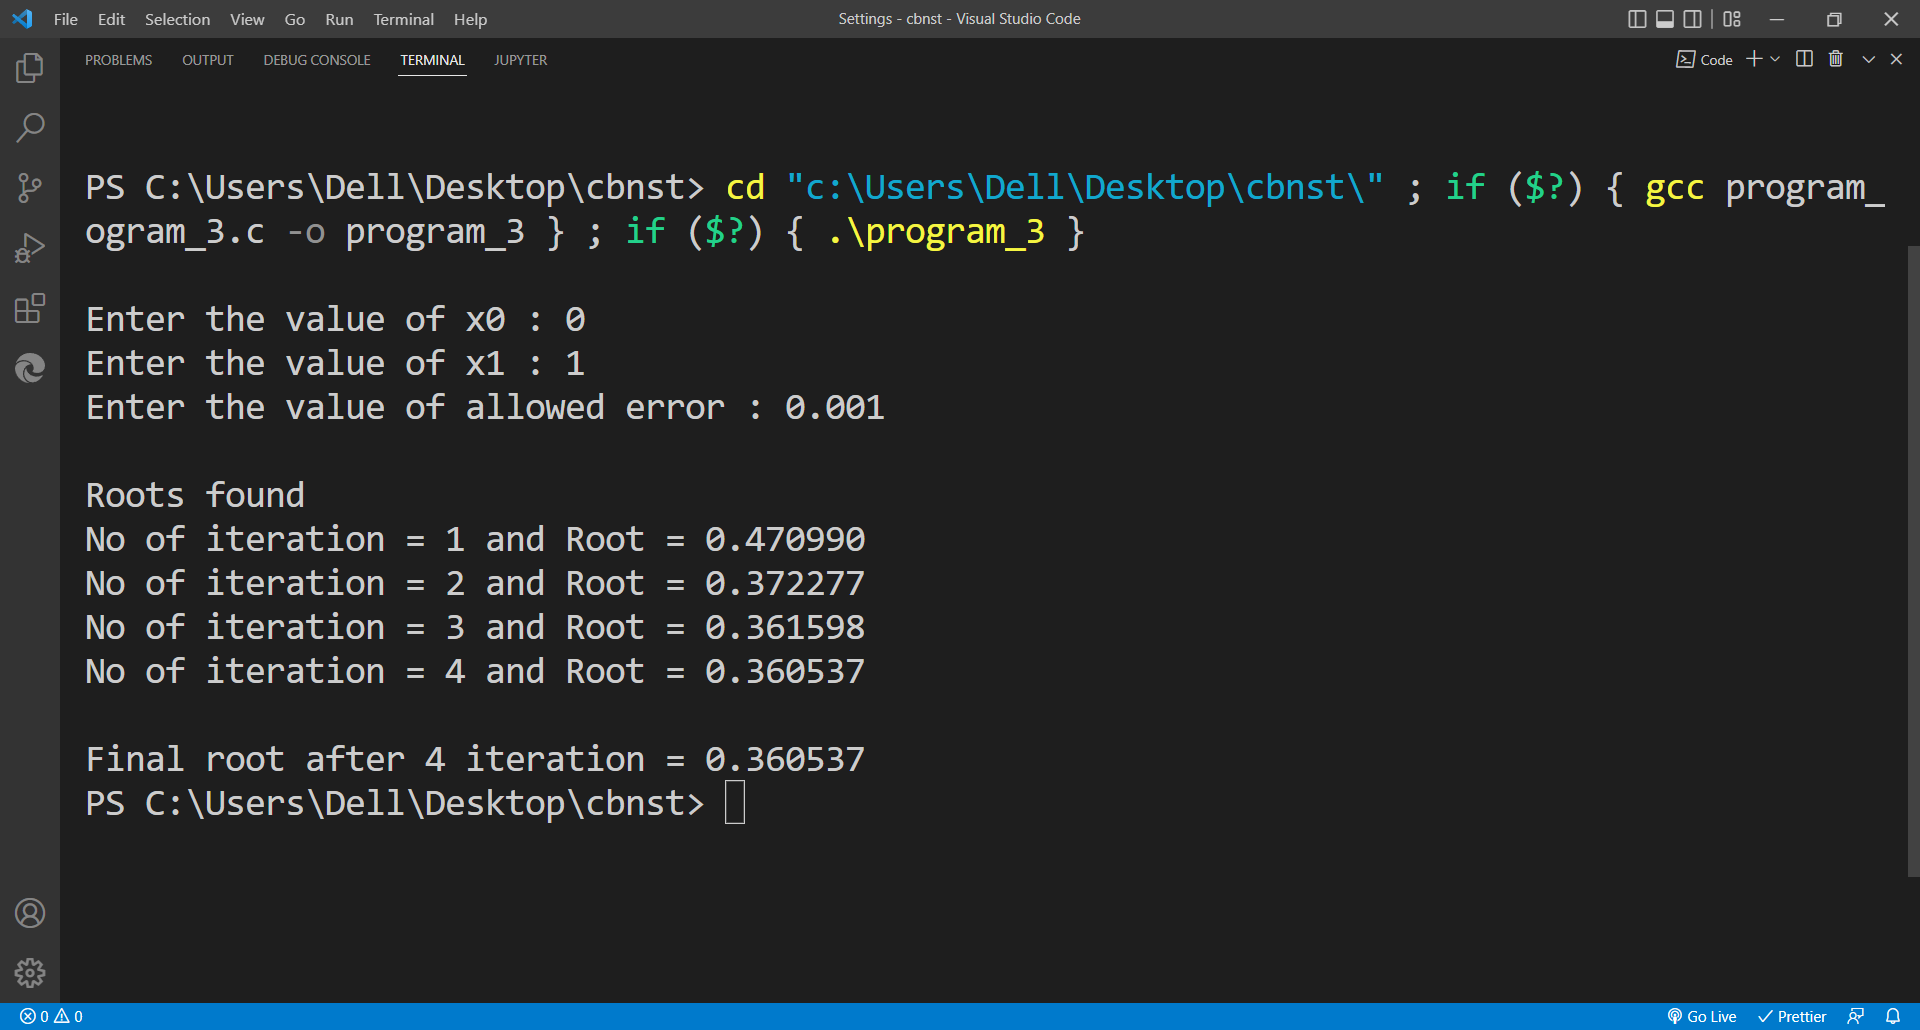 File Edit Selection View Go Run Terminal Help
Settings - cbnst - Visual Studio Code
PROBLEMS OUTPUT DEBUG CONSOLE TERMINAL JUPYTER
Code
PS C:\Users\Dell\Desktop\cbnst> cd "c:\Users\Dell\Desktop\cbnst\" ; if ($?) { gcc program_
ogram_3.c -o program_3 } ; if ($?) { .\program_3 }
Enter the value of x0 : 0
Enter the value of x1 : 1
Enter the value of allowed error : 0.001
Roots found
No of iteration = 1 and Root = 0.470990
No of iteration = 2 and Root = 0.372277
No of iteration = 3 and Root = 0.361598
No of iteration = 4 and Root = 0.360537
Final root after 4 iteration = 0.360537
PS C:\Users\Dell\Desktop\cbnst>
0 0
Go Live Prettier